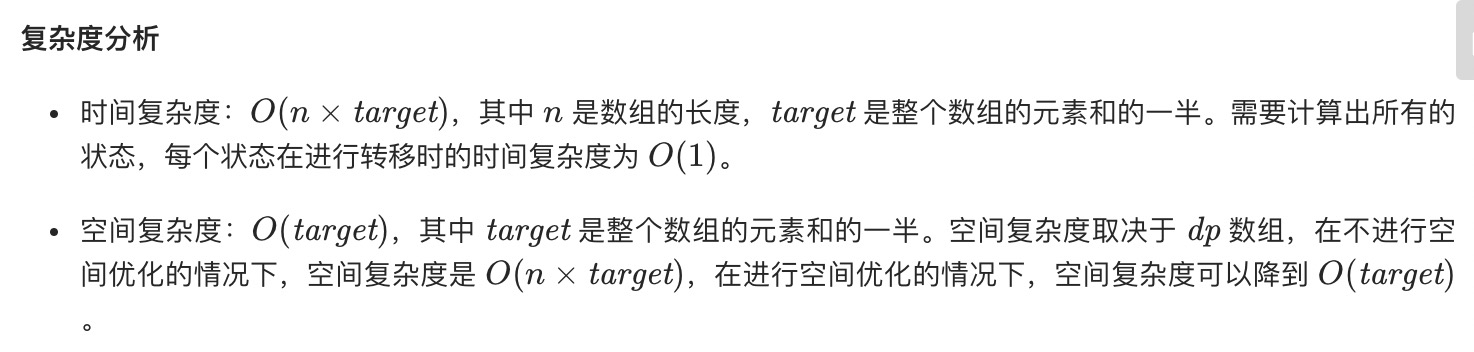 复杂度分析
• 时间复杂度：O(n × target)，其中 n 是数组的长度，target 是整个数组的元素和的一半。需要计算出所有的
状态，每个状态在进行转移时的时间复杂度为 O(1)。
• 空间复杂度：O(target)，其中 target 是整个数组的元素和的一半。空间复杂度取决于 dp 数组，在不进行空
间优化的情况下，空间复杂度是 O(n × target)，在进行空间优化的情况下，空间复杂度可以降到 O(target)
。